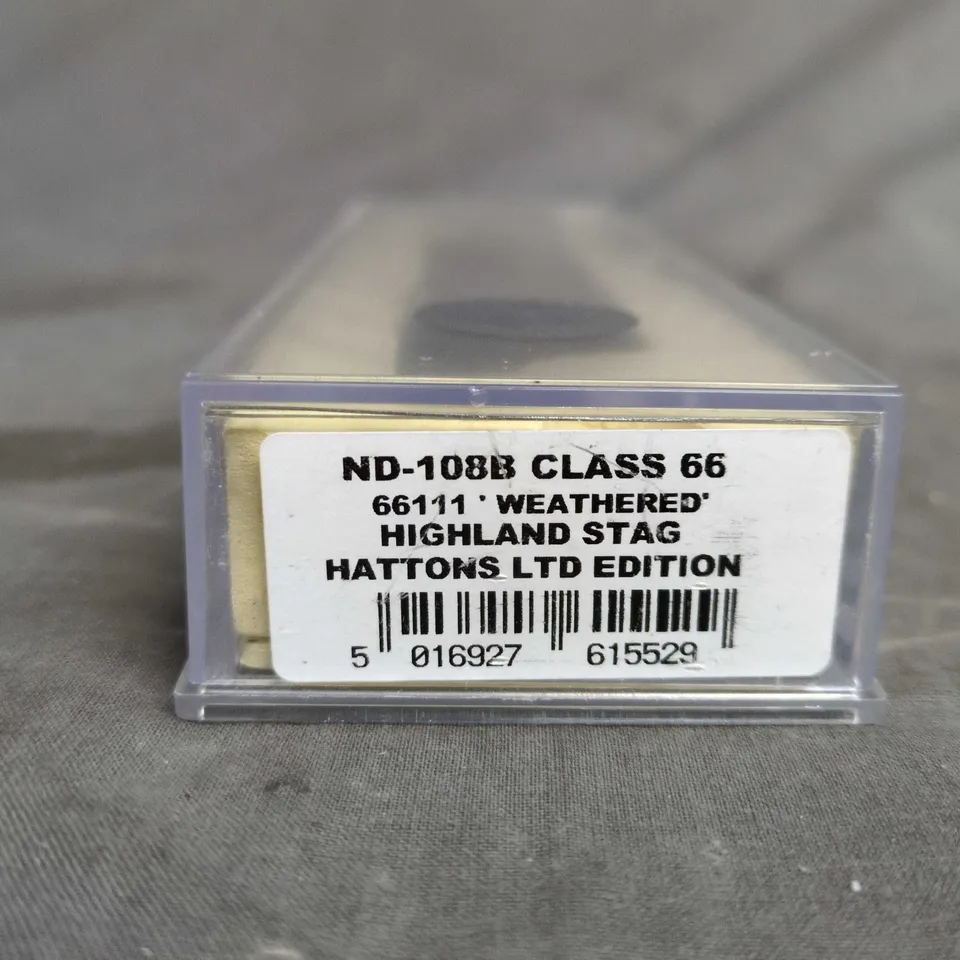 ND-108B CLASS 66
66111 ' WEATHERED'
HIGHLAND STAG
HATTONS LTD EDITION
5 016927 615529